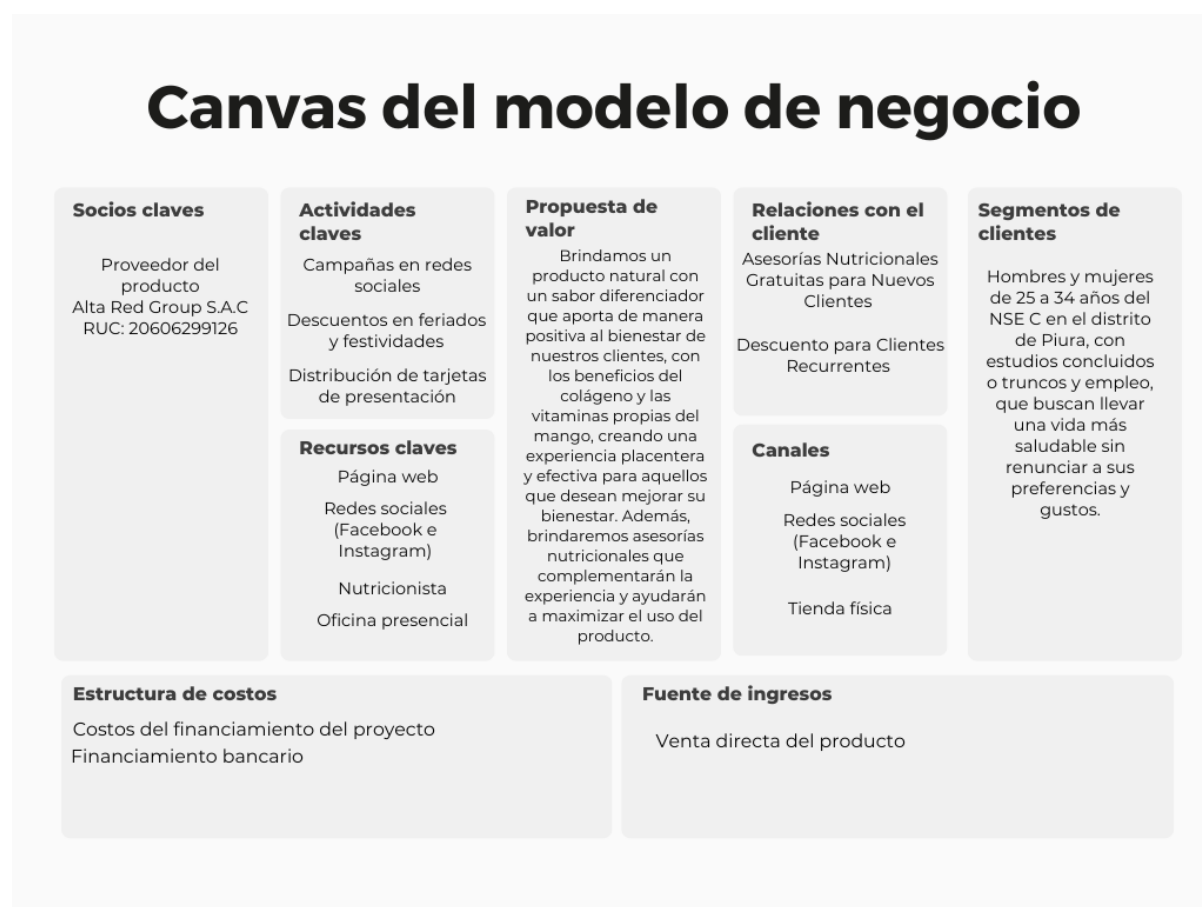 Canvas del modelo de negocio
Socios claves
Proveedor del
producto
Alta Red Group S.A.C
RUC: 20606299126
Actividades
claves
Campañas en redes
sociales
Descuentos en feriados
y festividades
Distribución de tarjetas
de presentación
Recursos claves
Página web
Redes sociales
(Facebook e
Instagram)
Nutricionista
Oficina presencial
Propuesta de
valor
Brindamos un
producto natural con
un sabor diferenciador
que aporta de manera
positiva al bienestar de
nuestros clientes, con
los beneficios del
colágeno y las
vitaminas propias del
mango, creando una
experiencia placentera
y efectiva para aquellos
que desean mejorar su
bienestar. Además,
brindaremos asesorías
nutricionales que
complementarán la
experiencia y ayudarán
a maximizar el uso del
producto.
Relaciones con el
cliente
Asesorías Nutricionales
Gratuitas para Nuevos
Clientes
Descuento para Clientes
Recurrentes
Canales
Página web
Redes sociales
(Facebook e
Instagram)
Tienda física
Segmentos de
clientes
Hombres y mujeres
de 25 a 34 años del
NSE C en el distrito
de Piura, con
estudios concluidos
o truncos y empleo,
que buscan llevar
una vida más
saludable sin
renunciar a sus
preferencias y
gustos.
Estructura de costos
Costos del financiamiento del proyecto
Financiamiento bancario
Fuente de ingresos
Venta directa del producto